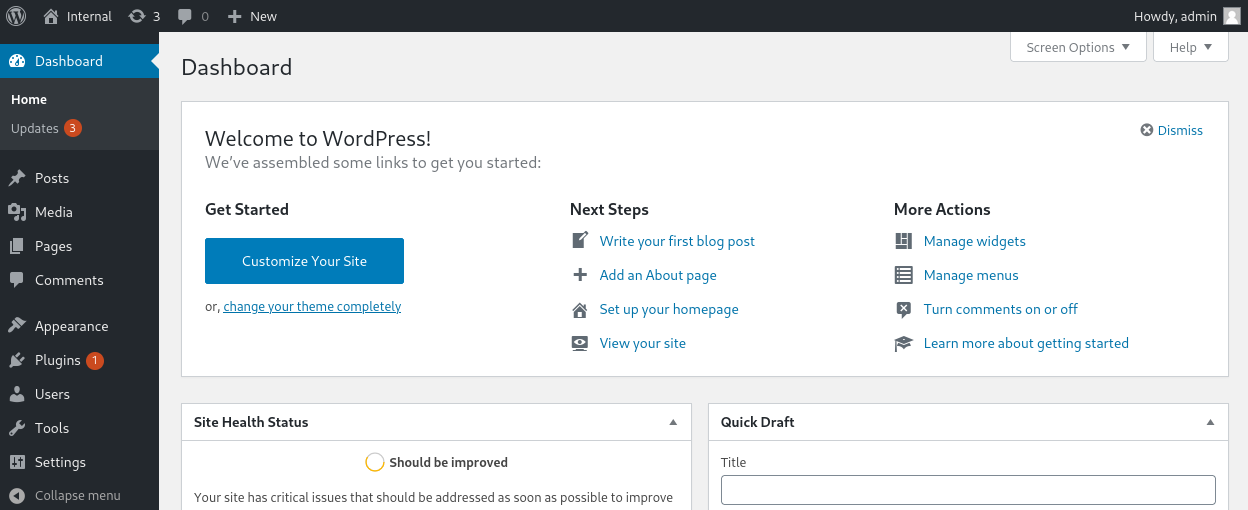 Internal 3 0 New Howdy, admin
Screen Options Help
Dashboard
Home
Updates 3
Posts
Media
Pages
Comments
Appearance
Plugins 1
Users
Tools
Settings
Collapse menu
Dashboard
Welcome to WordPress!
We've assembled some links to get you started:
Dismiss
Get Started
Customize Your Site
or, change your theme completely
Next Steps
Write your first blog post
Add an About page
Set up your homepage
View your site
More Actions
Manage widgets
Manage menus
Turn comments on or off
Learn more about getting started
Site Health Status
Should be improved
Your site has critical issues that should be addressed as soon as possible to improve
Quick Draft
Title